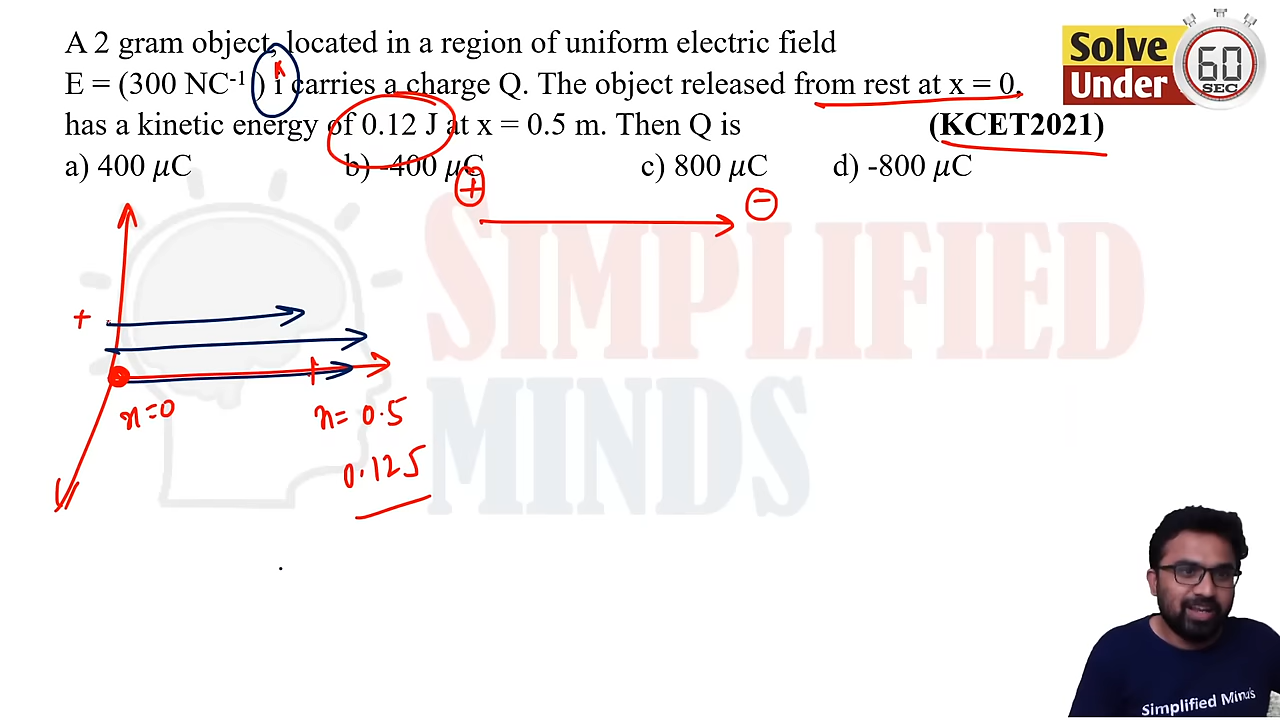 A 2 gram object, located in a region of uniform electric field
E = (300 NC⁻¹ ) î carries a charge Q. The object released from rest at x = 0,
has a kinetic energy of 0.12 J at x = 0.5 m. Then Q is (KCET2021)
a) 400 𝜇C b) -400 𝜇C c) 800 𝜇C d) -800 𝜇C
Solve
Under
60
SEC
+ −
SIMPLIFIED
MINDS
+
x=0 x= 0.5
0.12J
Simplified Minds